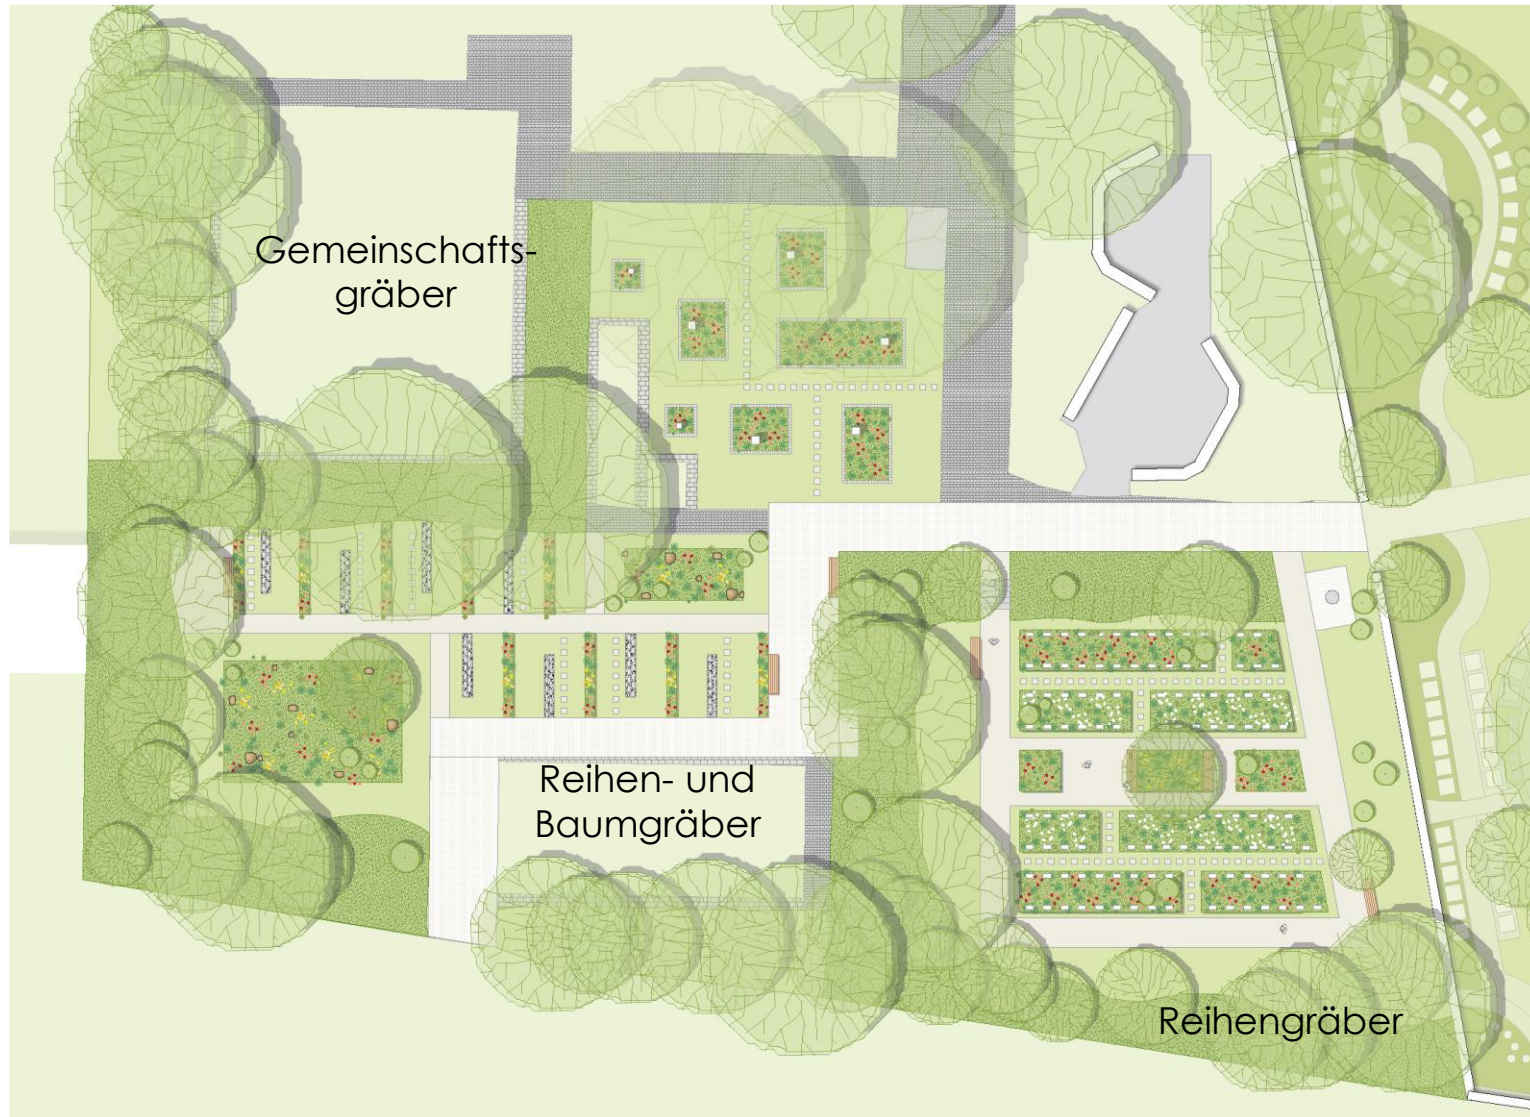 Gemeinschafts-
gräber
Reihen- und
Baumgräber
Reihengräber